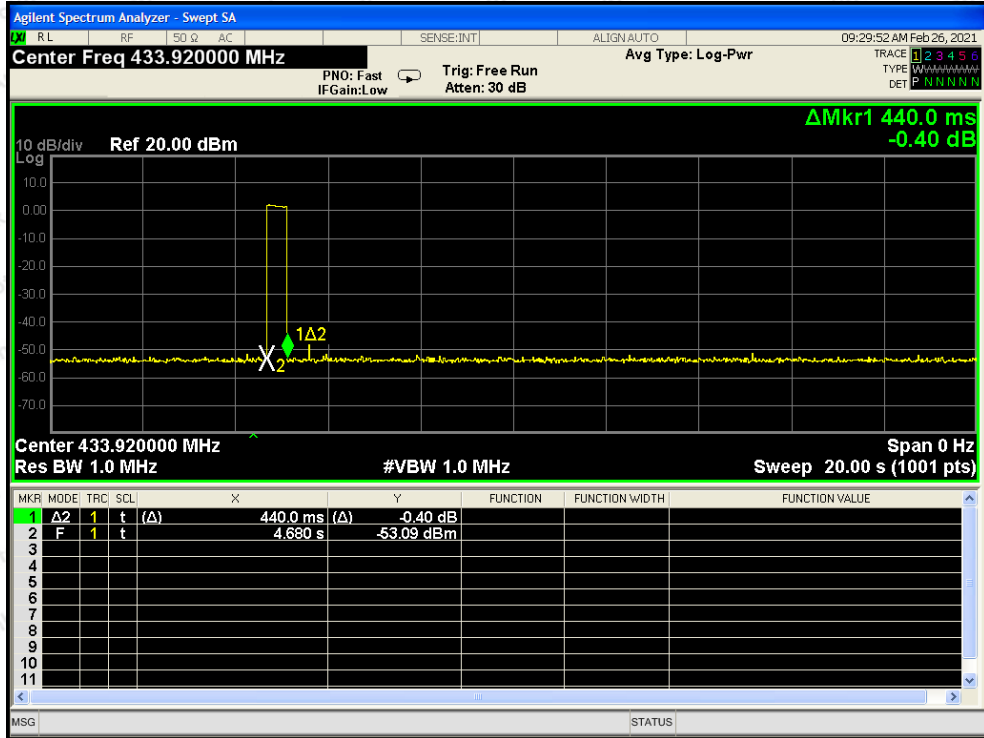 Agilent Spectrum Analyzer - Swept SA
LXI RL RF 50 Ω AC SENSE:INT ALIGN AUTO 09:29:52 AM Feb 26, 2021
Center Freq 433.920000 MHz Avg Type: Log-Pwr TRACE 1 2 3 4 5 6
PNO: Fast Trig: Free Run TYPE WWWWWW
IFGain:Low Atten: 30 dB DET P N N N N N
ΔMkr1 440.0 ms
10 dB/div Ref 20.00 dBm -0.40 dB
Log
10.0
0.00
-10.0
-20.0
-30.0
-40.0
1Δ2
-50.0
X2
-60.0
-70.0
Center 433.920000 MHz Span 0 Hz
Res BW 1.0 MHz #VBW 1.0 MHz Sweep 20.00 s (1001 pts)
MKR MODE TRC SCL X Y FUNCTION FUNCTION WIDTH FUNCTION VALUE
1 Δ2 1 t (Δ) 440.0 ms (Δ) -0.40 dB
2 F 1 t 4.680 s -53.09 dBm
3
4
5
6
7
8
9
10
11
MSG STATUS